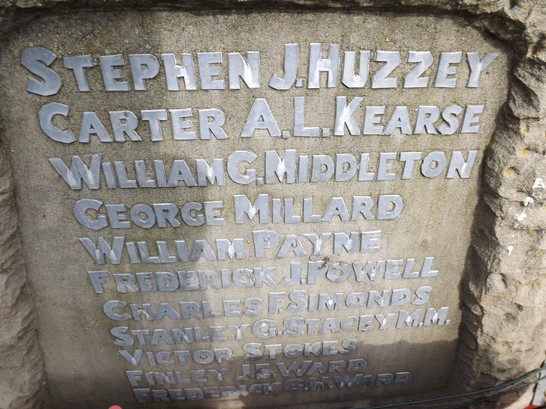 STEPHEN J. HUZZEY
CARTER A.L. KEARSE
WILLIAM G. MIDDLETON
GEORGE MILLARD
WILLIAM PAYNE
FREDERICK J. POWELL
CHARLES F. SIMONDS
STANLEY G. STACEY M.M.
VICTOR STOKES
FINLEY J.S. WARD
FREDERICK G.H. WARD